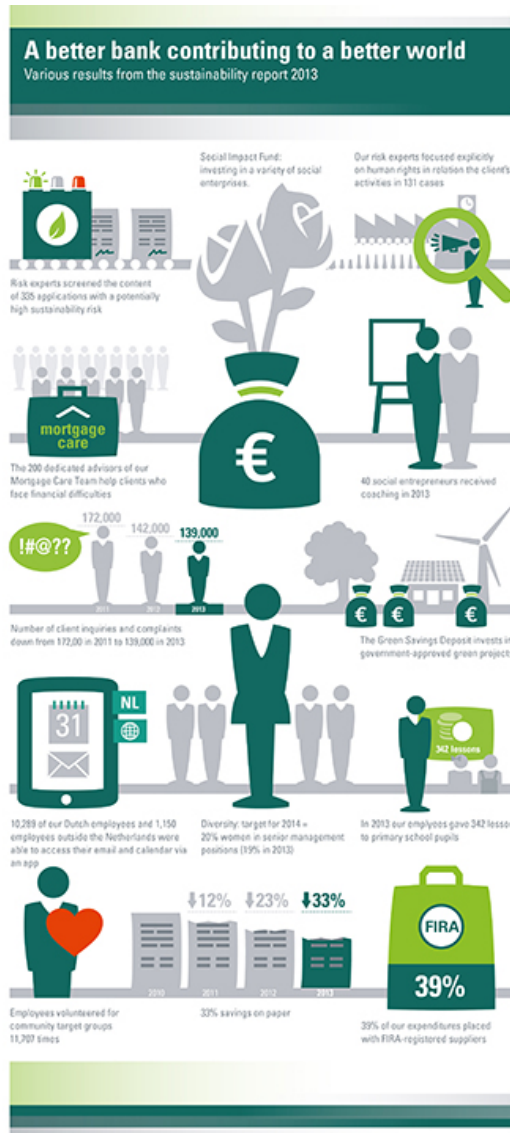 A better bank contributing to a better world
Various results from the sustainability report 2013
Social Impact Fund:
investing in a variety of social
enterprises.
Our risk experts focused explicitly
on human rights in relation the client's
activities in 131 cases
Risk experts screened the content
of 335 applications with a potentially
high sustainability risk
mortgage
care
€
The 200 dedicated advisors of our
Mortgage Care Team help clients who
face financial difficulties
40 social entrepreneurs received
coaching in 2013
!#@??
172,000
142,000
139,000
2011
2012
2013
Number of client inquiries and complaints
down from 172,00 in 2011 to 139,000 in 2013
€
€
€
The Green Savings Deposit invests in
government-approved green projects
31
NL
342 lessons
10,289 of our Dutch employees and 1,150
employees outside the Netherlands were
able to access their email and calendar via
an app
Diversity: target for 2014 =
20% women in senior management
positions (19% in 2013)
In 2013 our emplyees gave 342 lesso
to primary school pupils
12%
23%
33%
2010
2011
2012
2013
FIRA
39%
Employees volunteered for
community target groups
11,707 times
33% savings on paper
39% of our expenditures placed
with FIRA-registered suppliers